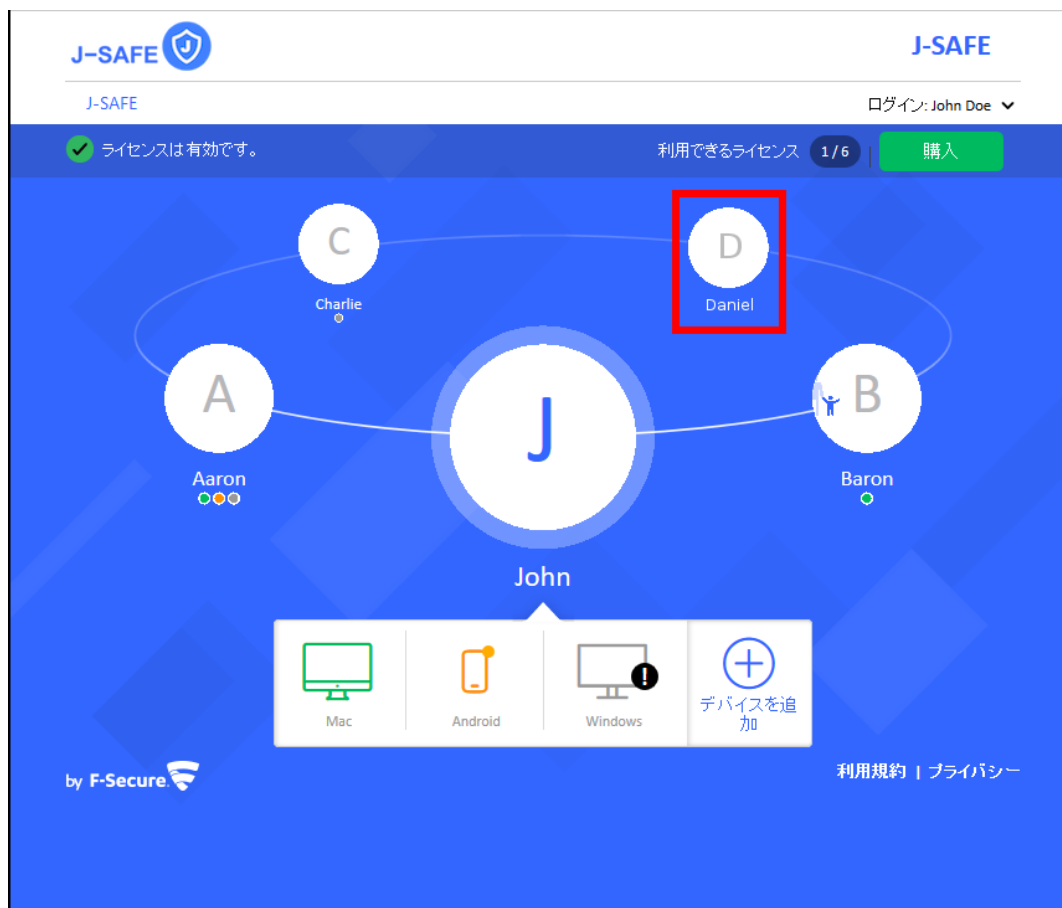 J-SAFE J
J-SAFE
J-SAFE
ログイン: John Doe
ライセンスは有効です。
利用できるライセンス 1/6 | 購入
C
D
Charlie
Daniel
A
J
B
Aaron
Baron
John
!
Mac
Android
Windows
デバイスを追
加
by F-Secure.
利用規約 | プライバシー